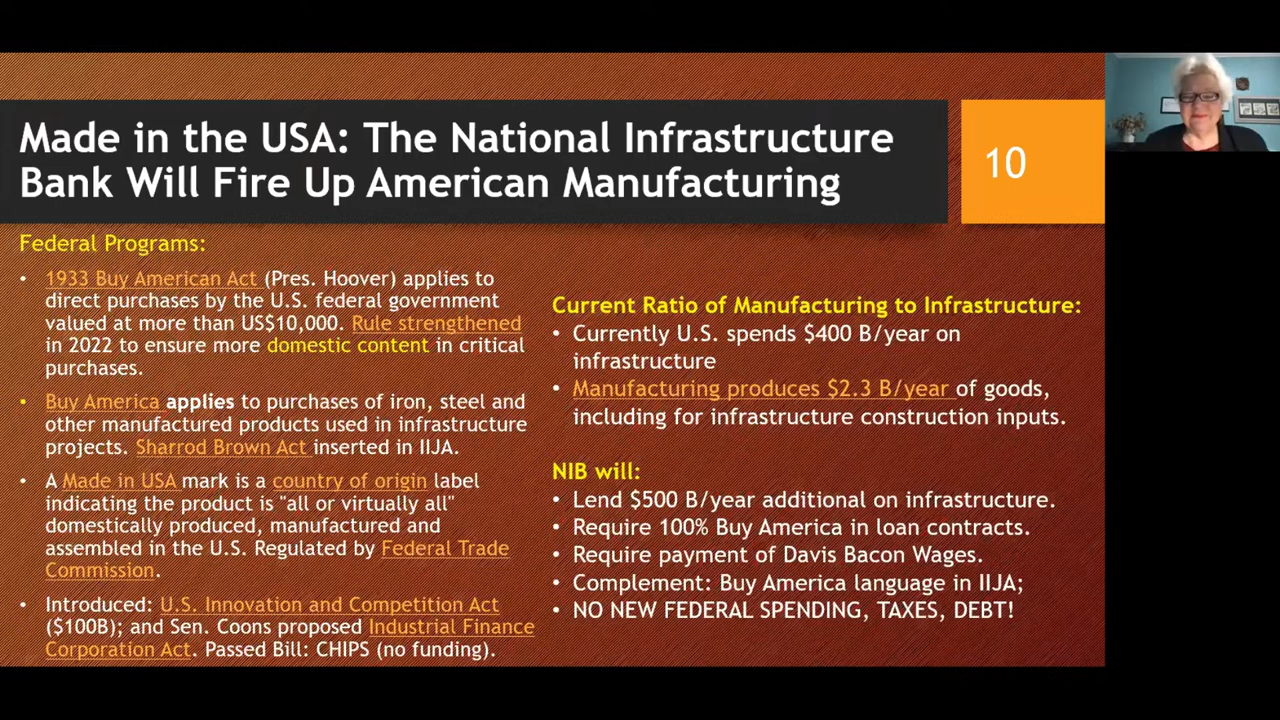 Made in the USA: The National Infrastructure
Bank Will Fire Up American Manufacturing
10
Federal Programs:
• 1933 Buy American Act (Pres. Hoover) applies to
direct purchases by the U.S. federal government
valued at more than US$10,000. Rule strengthened
in 2022 to ensure more domestic content in critical
purchases.
• Buy America applies to purchases of iron, steel and
other manufactured products used in infrastructure
projects. Sharrod Brown Act inserted in IIJA.
• A Made in USA mark is a country of origin label
indicating the product is "all or virtually all"
domestically produced, manufactured and
assembled in the U.S. Regulated by Federal Trade
Commission.
• Introduced: U.S. Innovation and Competition Act
($100B); and Sen. Coons proposed Industrial Finance
Corporation Act. Passed Bill: CHIPS (no funding).
Current Ratio of Manufacturing to Infrastructure:
• Currently U.S. spends $400 B/year on
infrastructure
• Manufacturing produces $2.3 B/year of goods,
including for infrastructure construction inputs.
NIB will:
• Lend $500 B/year additional on infrastructure.
• Require 100% Buy America in loan contracts.
• Require payment of Davis Bacon Wages.
• Complement: Buy America language in IIJA;
• NO NEW FEDERAL SPENDING, TAXES, DEBT!